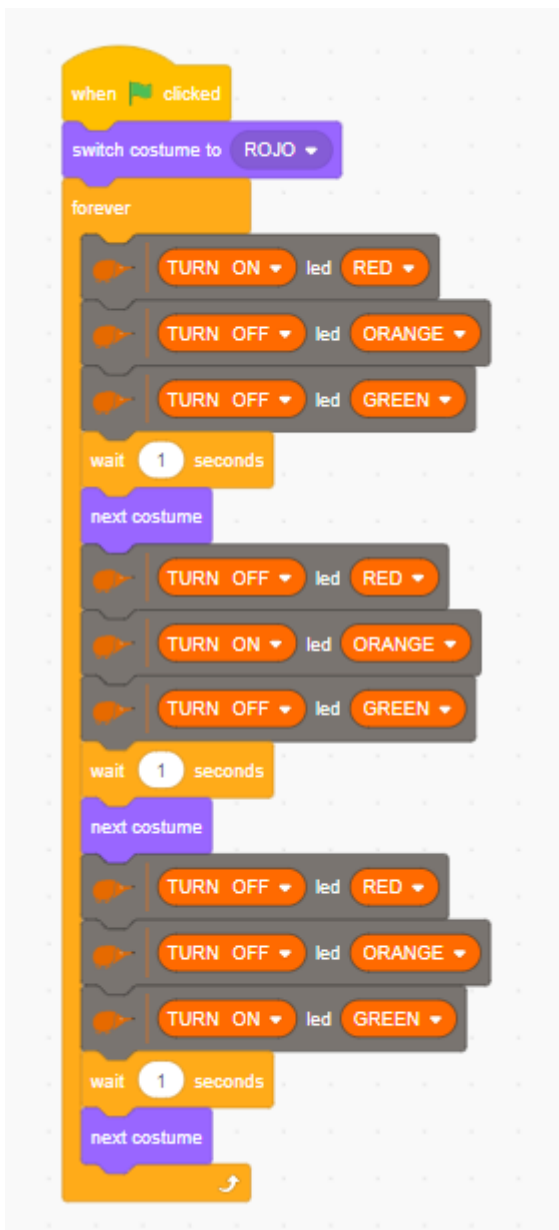 when clicked
switch costume to ROJO
forever
TURN ON led RED
TURN OFF led ORANGE
TURN OFF led GREEN
wait 1 seconds
next costume
TURN OFF led RED
TURN ON led ORANGE
TURN OFF led GREEN
wait 1 seconds
next costume
TURN OFF led RED
TURN OFF led ORANGE
TURN ON led GREEN
wait 1 seconds
next costume